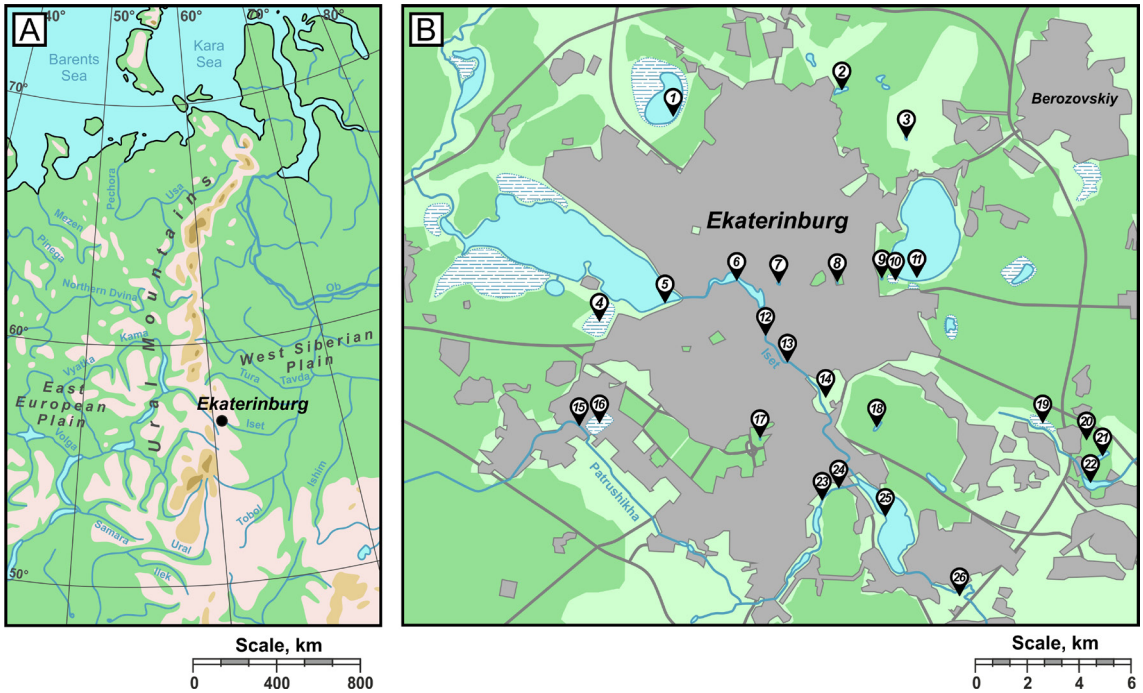 A
40°
50°
60°
70°
80°
Barents
Sea
Kara
Sea
70°
Pechora
Usa
Mezen
Pinega
Northern Dvina
Ob
Ural Mountains
60°
Kama
Vyatka
West Siberian
Plain
Tura
Tavda
East
European
Plain
Ekaterinburg
Iset
Volga
Ishim
Tobol
Samara
Ural
Ilek
50°
Scale, km
0 400 800
B
1
2
3
Berozovskiy
Ekaterinburg
4
5
6
7
8
9
10
11
12
13
Iset
14
15
16
17
18
19
20
21
22
Patrushikha
23
24
25
26
Scale, km
0 2 4 6